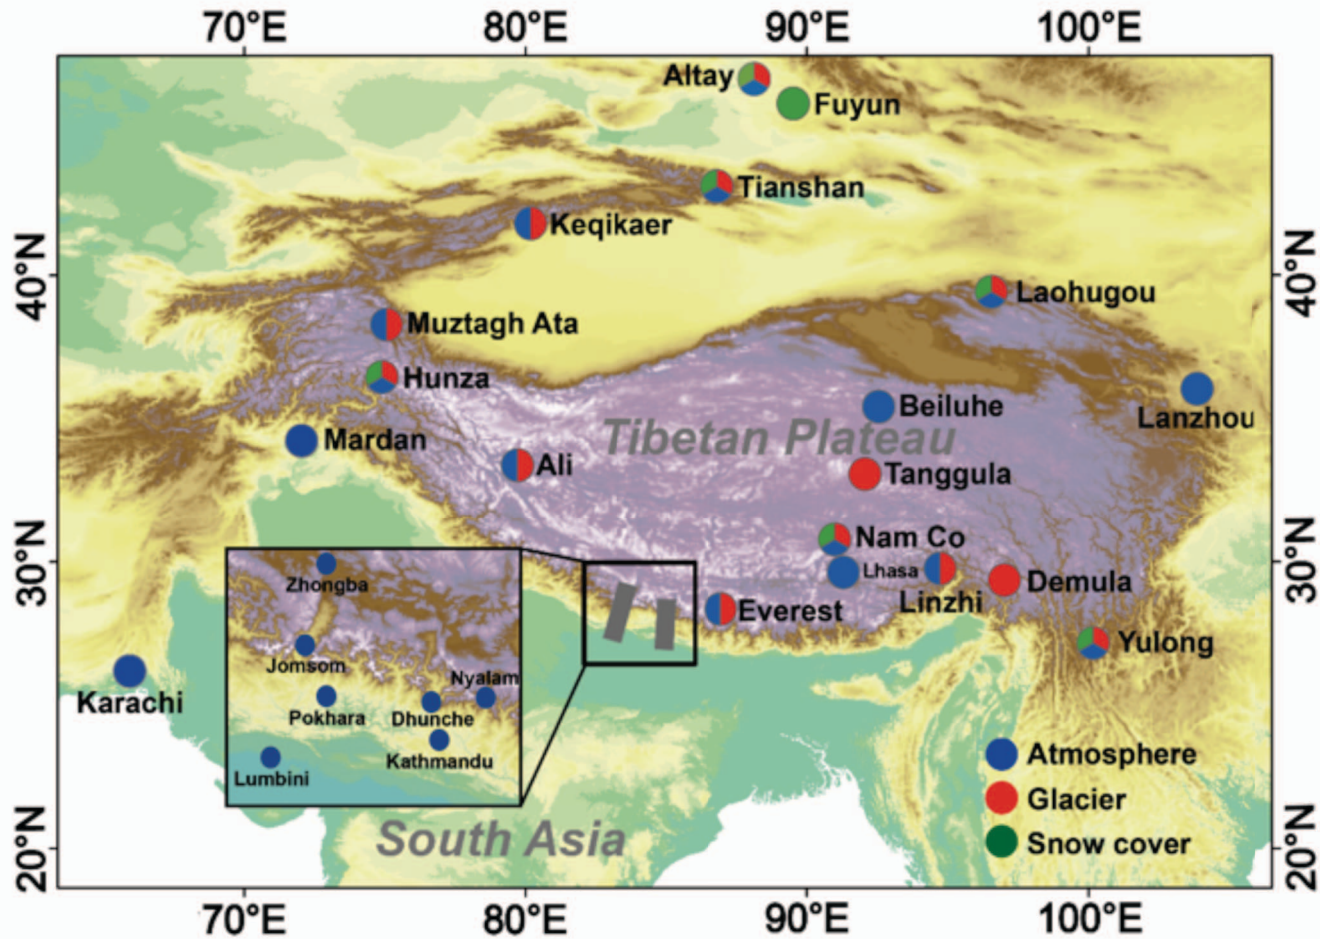 70°E 80°E 90°E 100°E
Altay
Fuyun
Tianshan
Keqikaer
40°N
40°N
Laohugou
Muztagh Ata
Hunza
Lanzhou
Beiluhe
Mardan
Tibetan Plateau
Ali
Tanggula
Nam Co
30°N
30°N
Lhasa
Linzhi
Demula
Everest
Yulong
Zhongba
Jomsom
Nyalam
Pokhara
Dhunche
Kathmandu
Lumbini
Karachi
Atmosphere
Glacier
Snow cover
South Asia
20°N
20°N
70°E 80°E 90°E 100°E